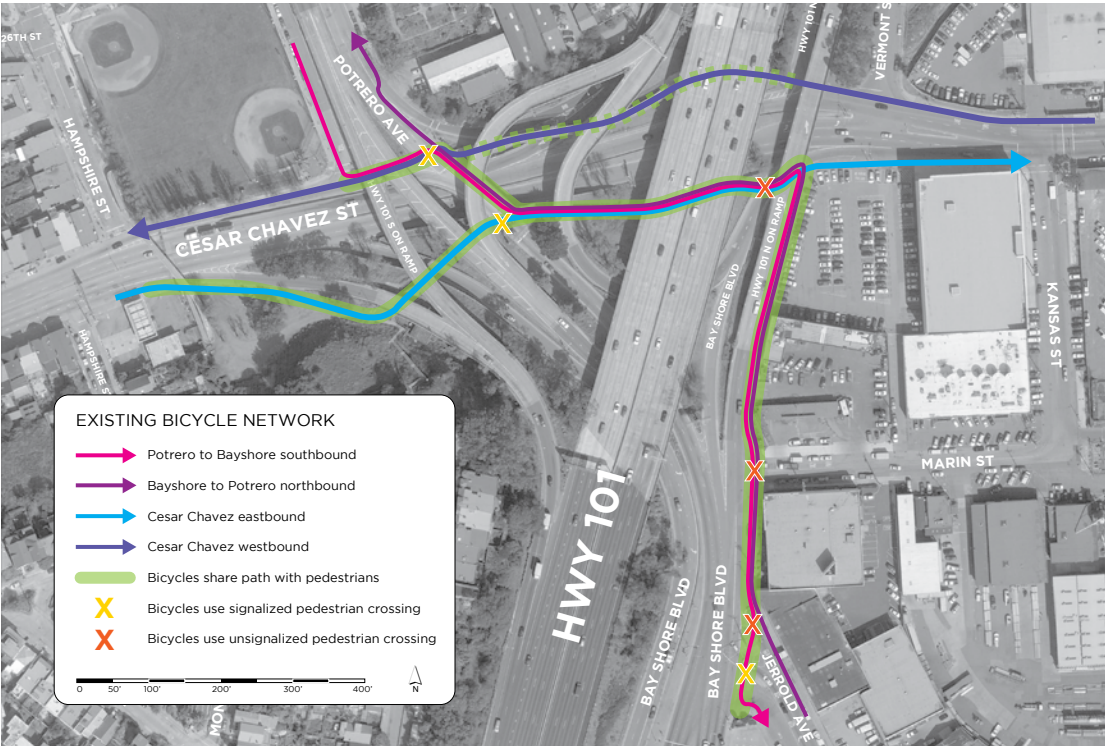 26TH ST
HAMPSHIRE ST
POTRERO AVE
HWY 101 N
VERMONT S
CESAR CHAVEZ ST
HWY 101 S ON RAMP
HWY 101 N ON RAMP
BAY SHORE BLVD
KANSAS ST
HAMPSHIRE S
MARIN ST
HWY 101
BAY SHORE BLVD
BAY SHORE BLVD
JERROLD AVE
MON
EXISTING BICYCLE NETWORK
Potrero to Bayshore southbound
Bayshore to Potrero northbound
Cesar Chavez eastbound
Cesar Chavez westbound
Bicycles share path with pedestrians
X Bicycles use signalized pedestrian crossing
X Bicycles use unsignalized pedestrian crossing
0 50' 100' 200' 300' 400'
N
X
X
X
X
X
X